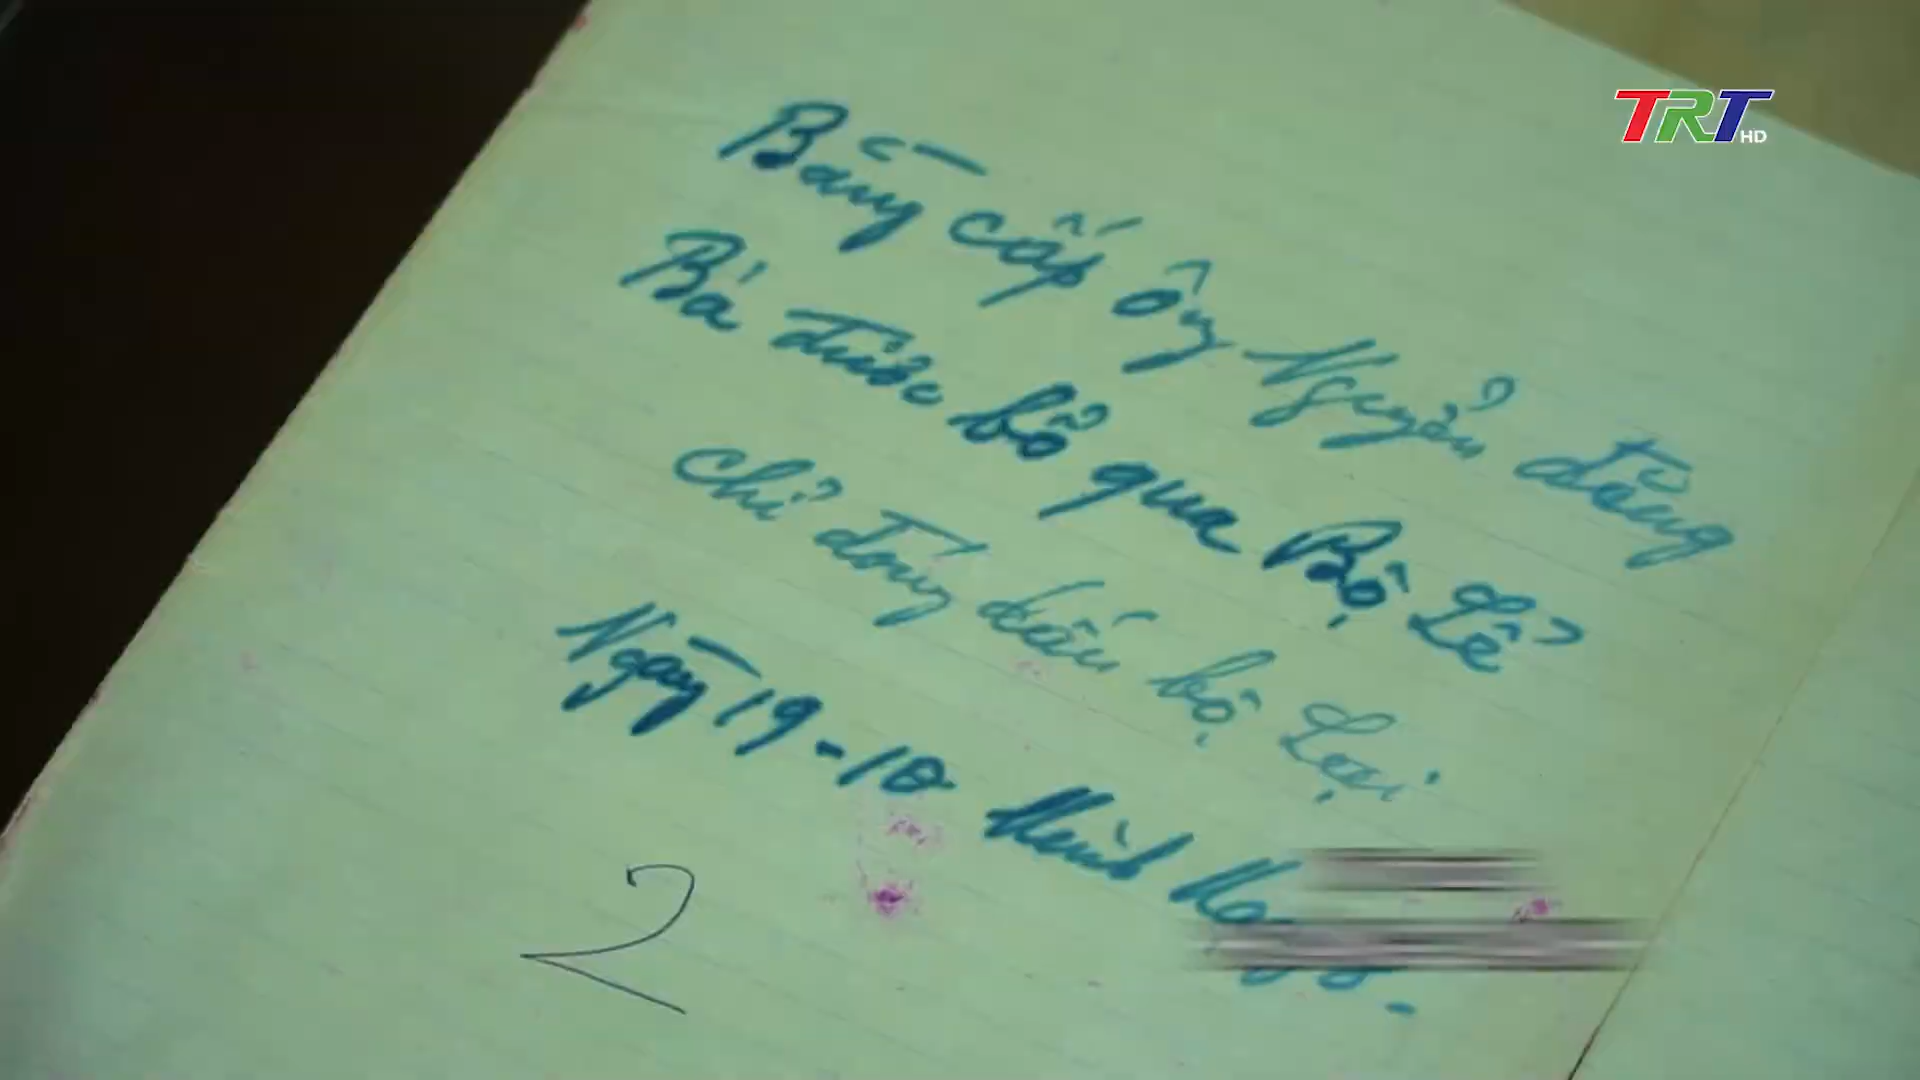 TRT HD
Bằng cấp ông Nguyễn đăng
Bá được bổ qua Bộ Lễ
chỉ đóng dấu bộ Lại
Ngày 19-10
2